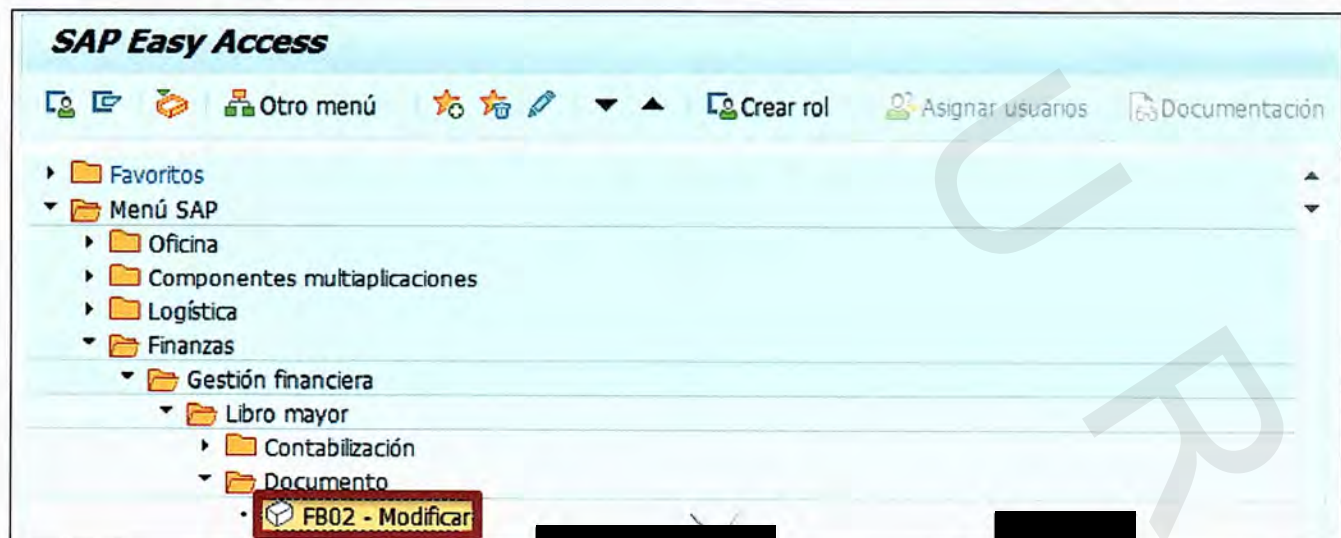 SAP Easy Access
Otro menú Crear rol Asignar usuarios Documentación
Favoritos
Menú SAP
Oficina
Componentes multiaplicaciones
Logística
Finanzas
Gestión financiera
Libro mayor
Contabilización
Documento
FB02 - Modificar
U
R